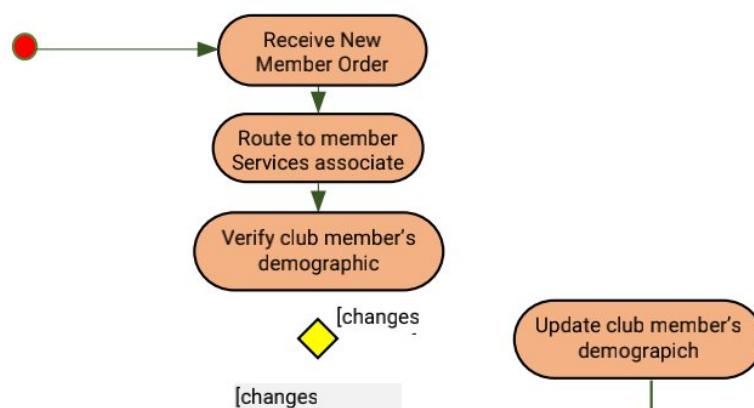 Receive New
Member Order
Route to member
Services associate
Verify club member's
demographic
[changes
Update club member's
demograpich
[changes